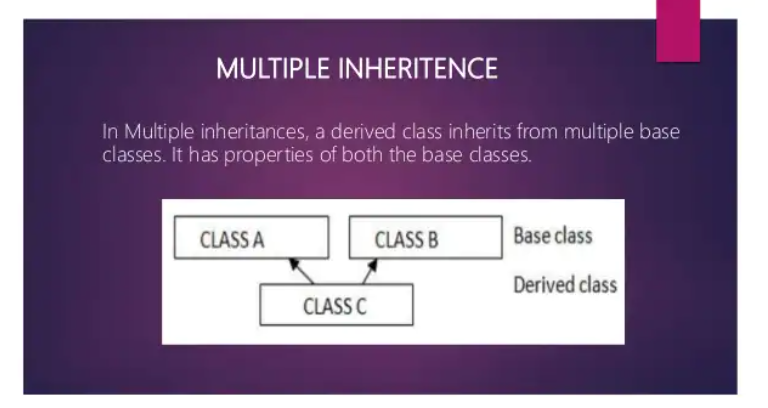 MULTIPLE INHERITENCE
In Multiple inheritances, a derived class inherits from multiple base
classes. It has properties of both the base classes.
CLASS A CLASS B Base class
Derived class
CLASS C